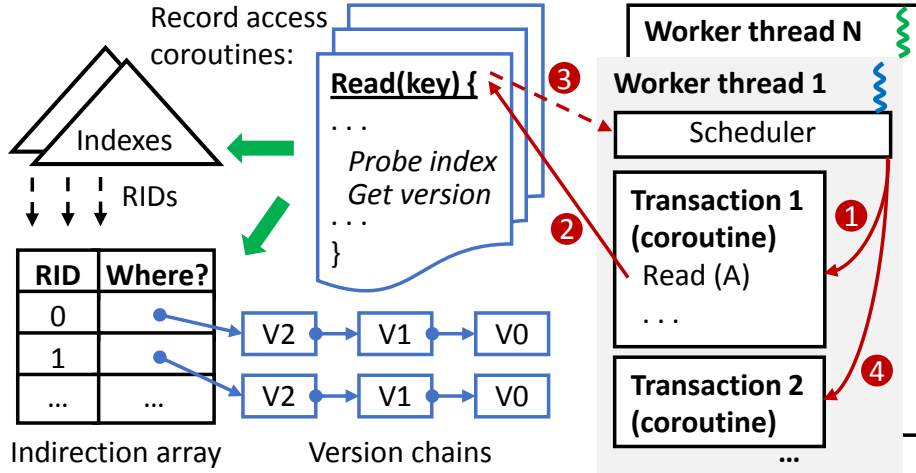 Record access
coroutines:
Indexes
RIDs
RID Where?
0
1
... ...
Indirection array
Read(key) {
. . .
Probe index
Get version
. . .
}
V2 V1 V0
V2 V1 V0
Version chains
Worker thread N
Worker thread 1
3
Scheduler
Transaction 1
(coroutine)
Read (A)
. . .
1
2
Transaction 2
(coroutine)
4
...